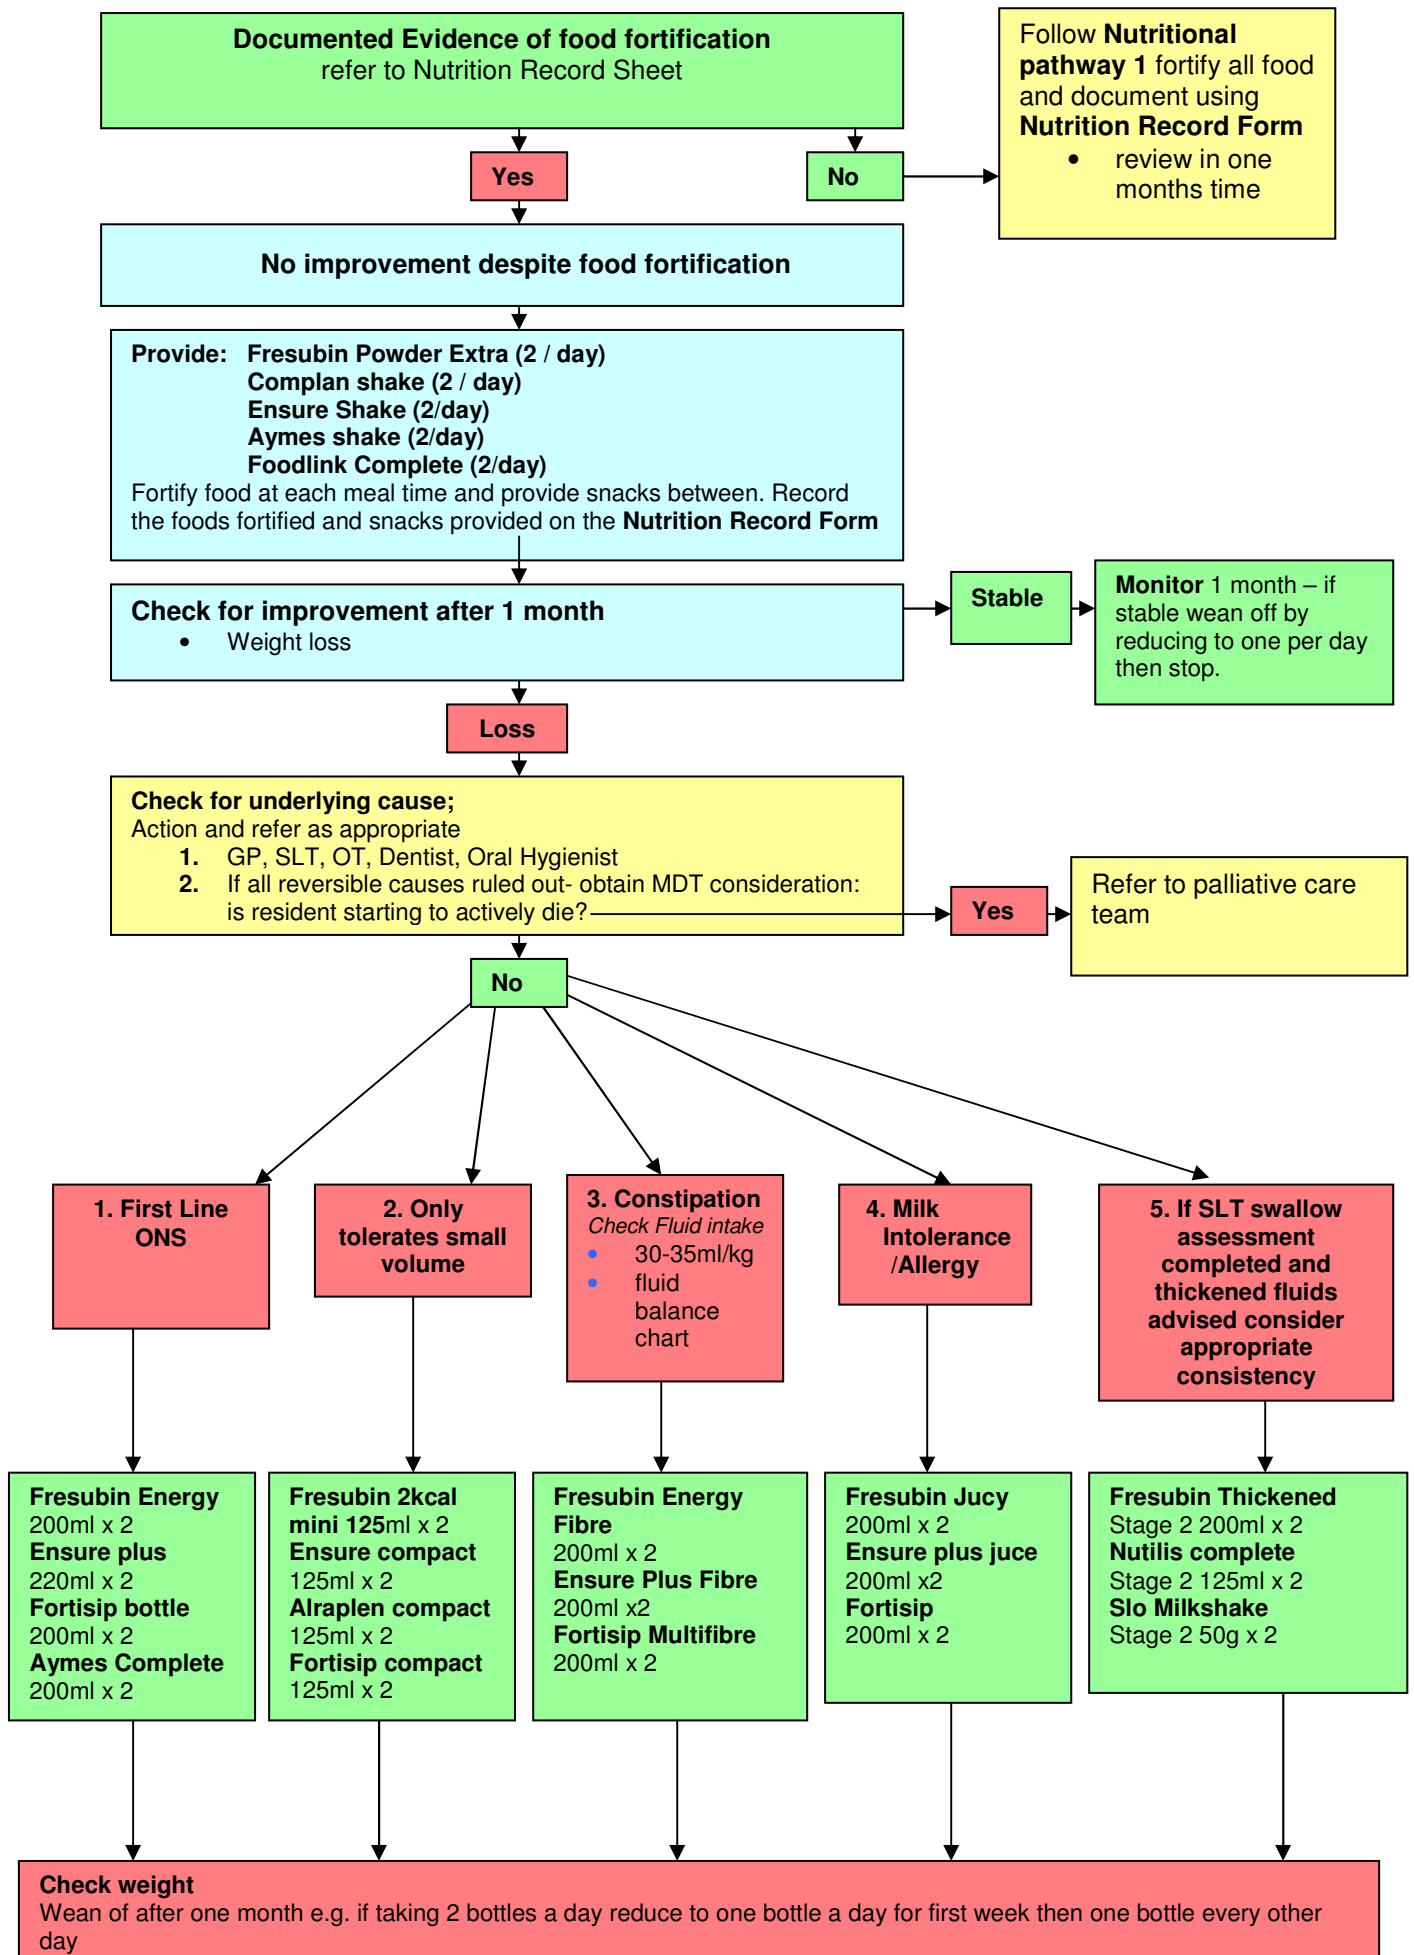 Documented Evidence of food fortification
refer to Nutrition Record Sheet
Follow Nutritional
pathway 1 fortify all food
and document using
Nutrition Record Form
• review in one
months time
Yes
No
No improvement despite food fortification
Provide: Fresubin Powder Extra (2 / day)
Complan shake (2 / day)
Ensure Shake (2/day)
Aymes shake (2/day)
Foodlink Complete (2/day)
Fortify food at each meal time and provide snacks between. Record
the foods fortified and snacks provided on the Nutrition Record Form
Check for improvement after 1 month
• Weight loss
Stable
Monitor 1 month – if
stable wean off by
reducing to one per day
then stop.
Loss
Check for underlying cause;
Action and refer as appropriate
1. GP, SLT, OT, Dentist, Oral Hygienist
2. If all reversible causes ruled out- obtain MDT consideration:
is resident starting to actively die?
Yes
Refer to palliative care
team
No
1. First Line
ONS
2. Only
tolerates small
volume
3. Constipation
Check Fluid intake
• 30-35ml/kg
• fluid
balance
chart
4. Milk
Intolerance
/Allergy
5. If SLT swallow
assessment
completed and
thickened fluids
advised consider
appropriate
consistency
Fresubin Energy
200ml x 2
Ensure plus
220ml x 2
Fortisip bottle
200ml x 2
Aymes Complete
200ml x 2
Fresubin 2kcal
mini 125ml x 2
Ensure compact
125ml x 2
Alraplen compact
125ml x 2
Fortisip compact
125ml x 2
Fresubin Energy
Fibre
200ml x 2
Ensure Plus Fibre
200ml x2
Fortisip Multifibre
200ml x 2
Fresubin Jucy
200ml x 2
Ensure plus juce
200ml x2
Fortisip
200ml x 2
Fresubin Thickened
Stage 2 200ml x 2
Nutilis complete
Stage 2 125ml x 2
Slo Milkshake
Stage 2 50g x 2
Check weight
Wean of after one month e.g. if taking 2 bottles a day reduce to one bottle a day for first week then one bottle every other
day